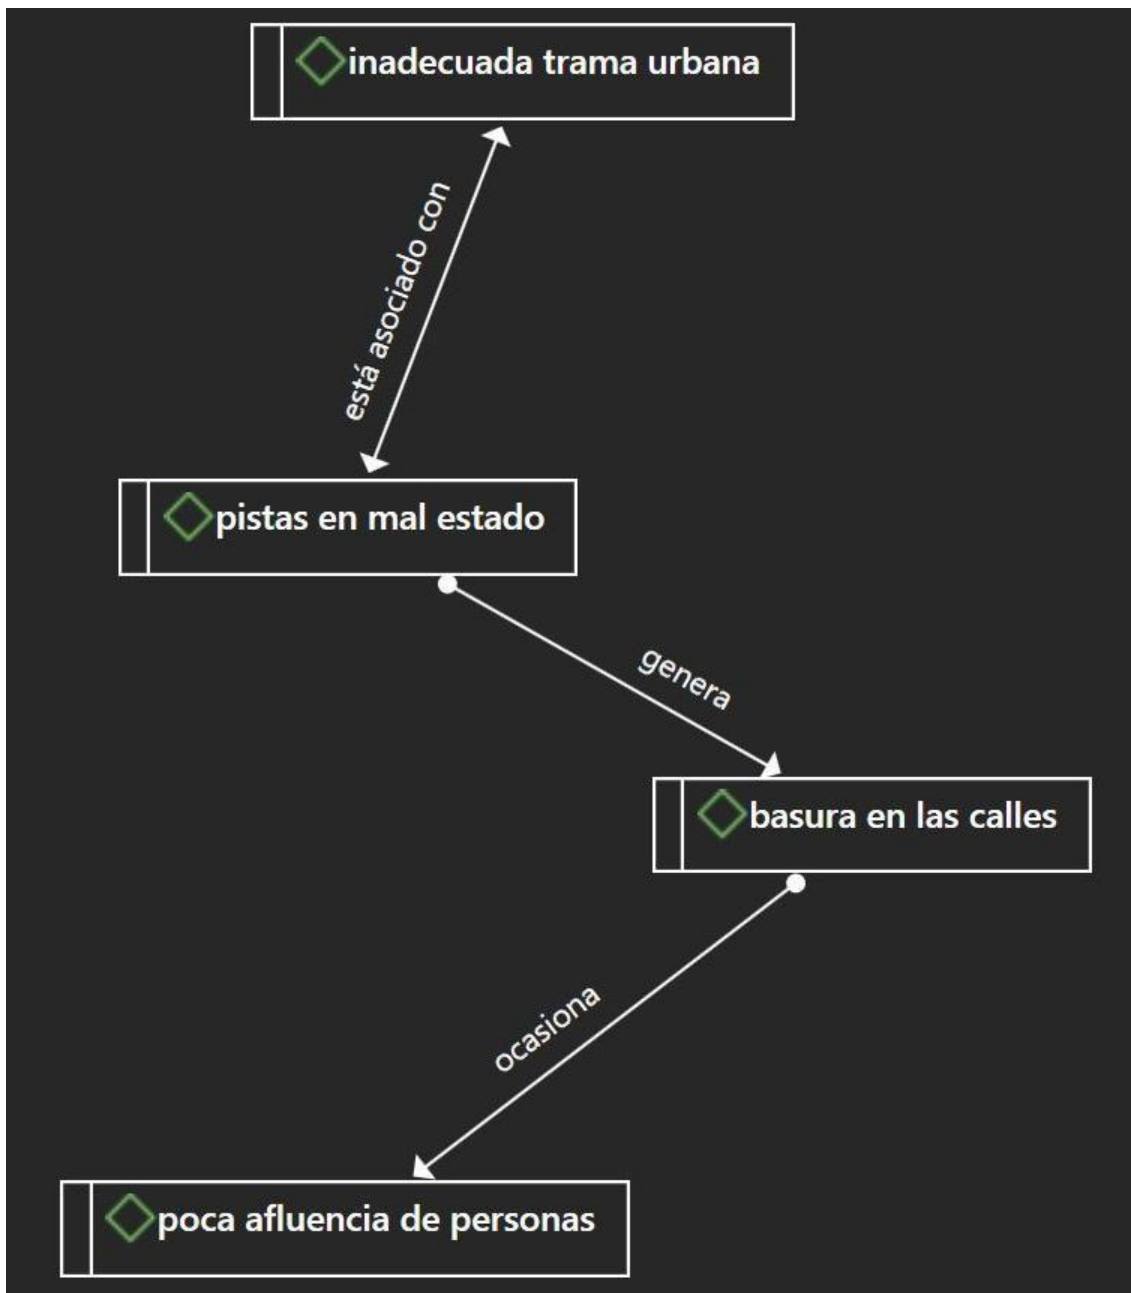 inadecuada trama urbana
está asociado con
pistas en mal estado
genera
basura en las calles
ocasiona
poca afluencia de personas